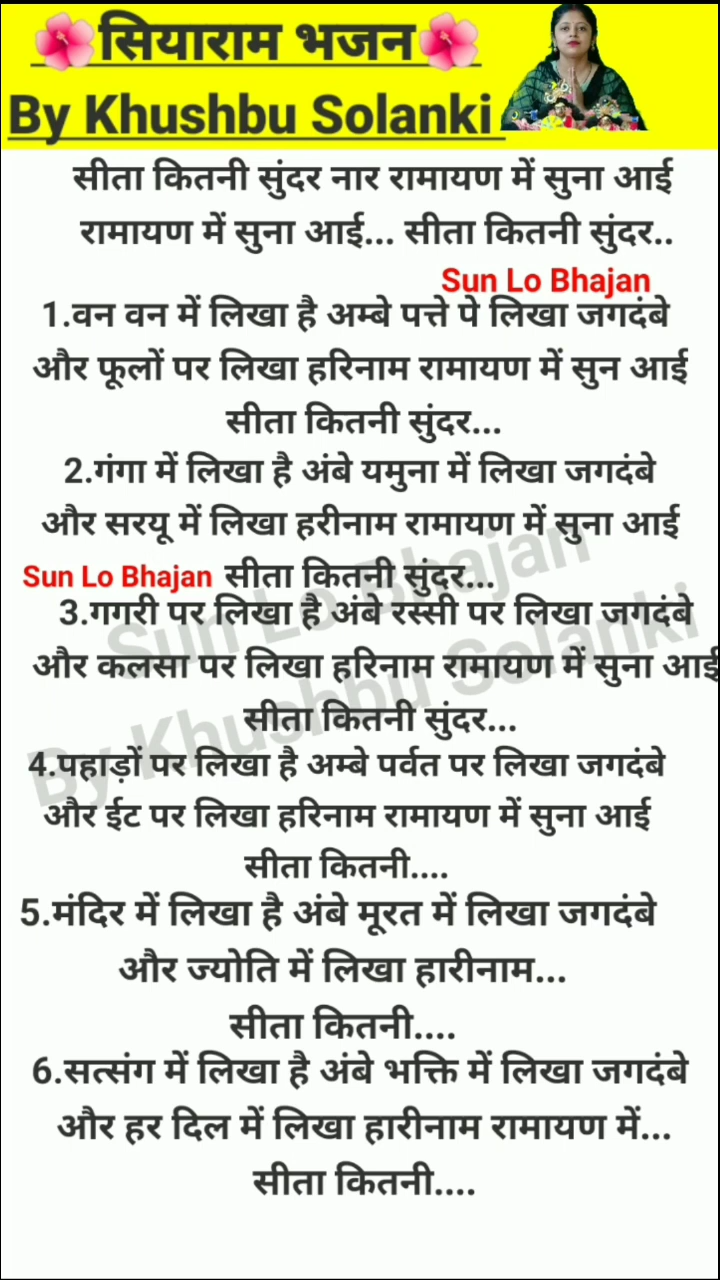 🌺सियाराम भजन🌺
By Khushbu Solanki
सीता कितनी सुंदर नार रामायण में सुना आई
रामायण में सुना आई... सीता कितनी सुंदर..
Sun Lo Bhajan
1.वन वन में लिखा है अम्बे पत्ते पे लिखा जगदंबे
और फूलों पर लिखा हरिनाम रामायण में सुन आई
सीता कितनी सुंदर...
2.गंगा में लिखा है अंबे यमुना में लिखा जगदंबे
और सरयू में लिखा हरीनाम रामायण में सुना आई
Sun Lo Bhajan सीता कितनी सुंदर...
3.गगरी पर लिखा है अंबे रस्सी पर लिखा जगदंबे
और कलसा पर लिखा हरिनाम रामायण में सुना आई
सीता कितनी सुंदर...
4.पहाड़ों पर लिखा है अम्बे पर्वत पर लिखा जगदंबे
और ईट पर लिखा हरिनाम रामायण में सुना आई
सीता कितनी....
5.मंदिर में लिखा है अंबे मूरत में लिखा जगदंबे
और ज्योति में लिखा हारीनाम...
सीता कितनी....
6.सत्संग में लिखा है अंबे भक्ति में लिखा जगदंबे
और हर दिल में लिखा हारीनाम रामायण में...
सीता कितनी....
Sun Lo Bhajan
By Khushbu Solanki